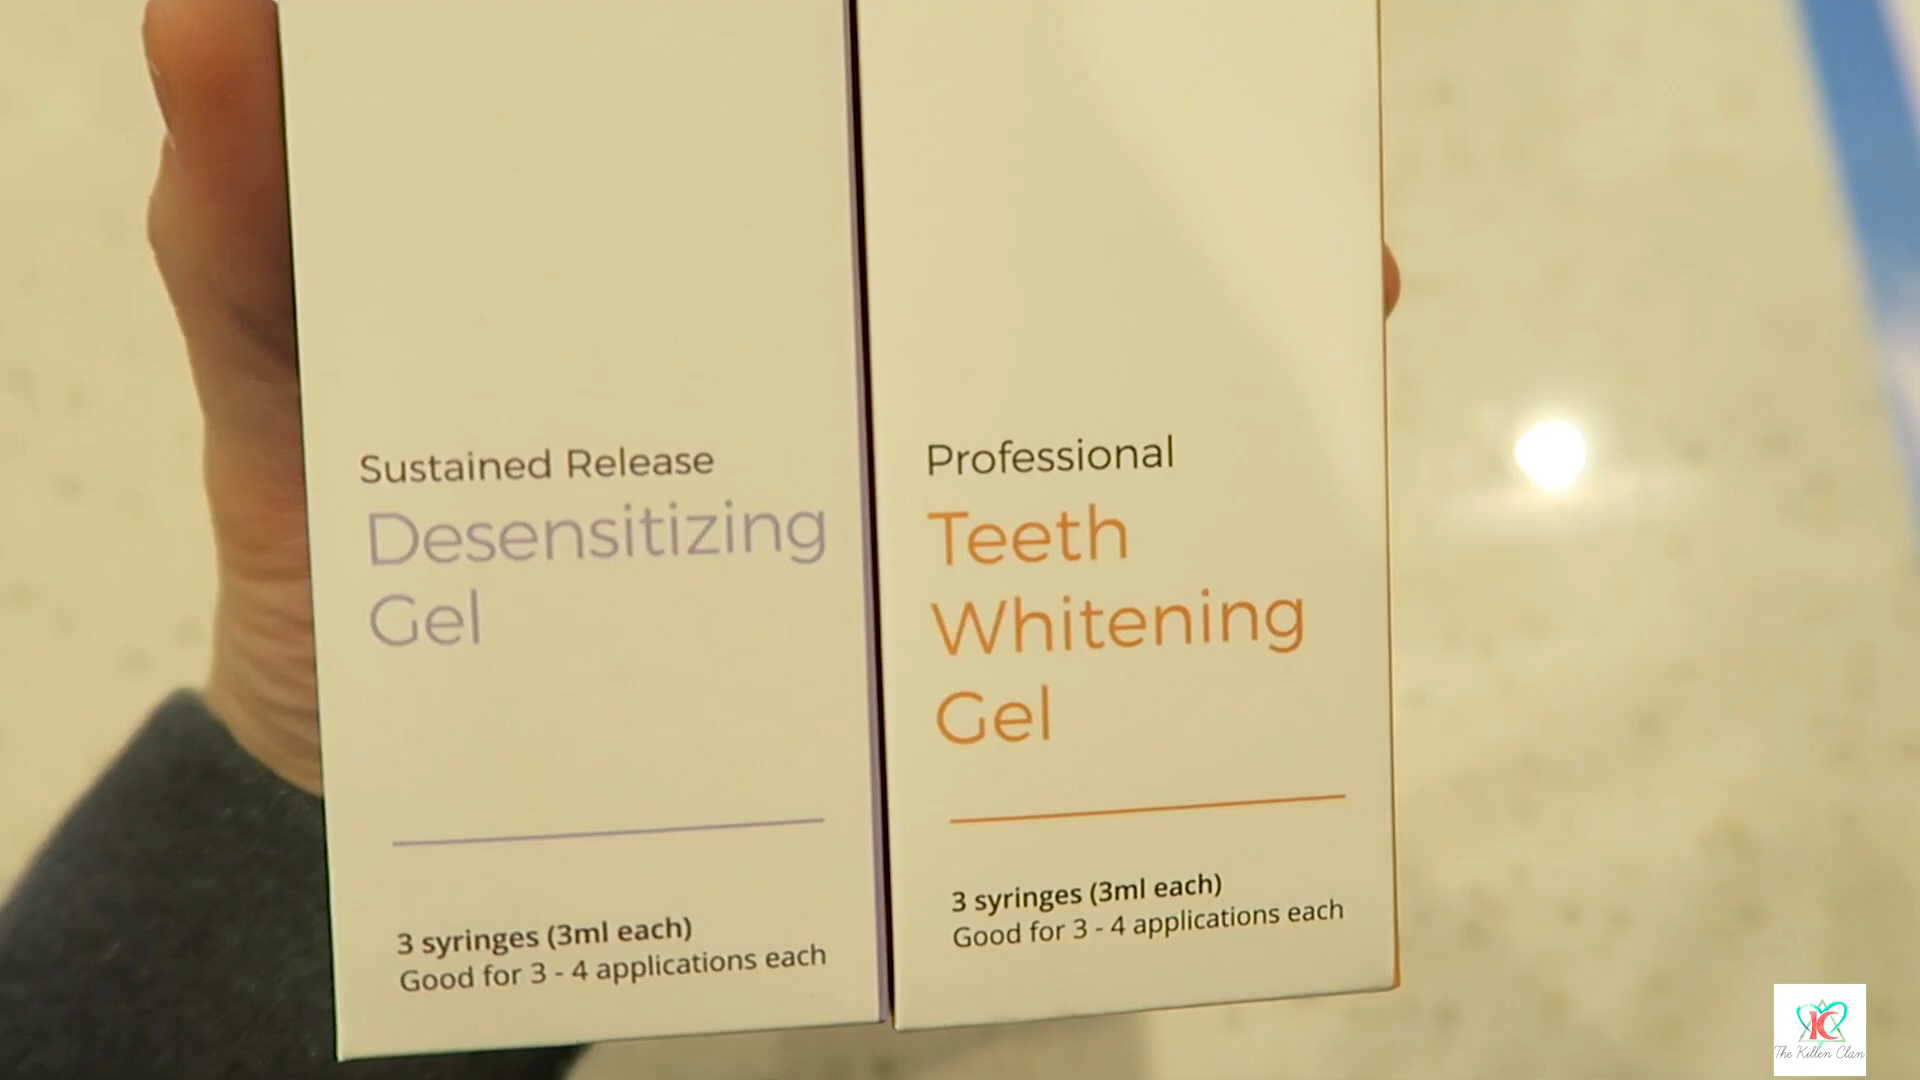 Sustained Release
Desensitizing
Gel
3 syringes (3ml each)
Good for 3 - 4 applications each
Professional
Teeth
Whitening
Gel
3 syringes (3ml each)
Good for 3 - 4 applications each
KC
The Killen Clan